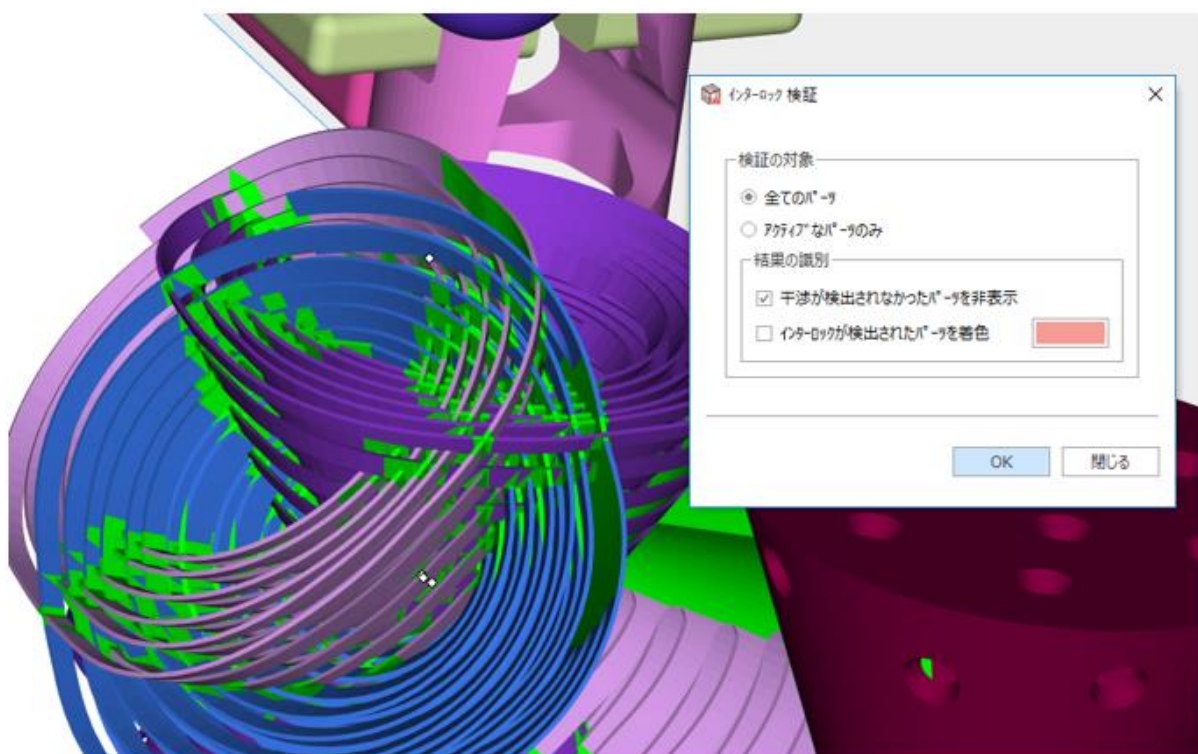 インターロック 検証
検証の対象
全てのパーツ
アクティブなパーツのみ
結果の識別
干渉が検出されなかったパーツを非表示
インターロックが検出されたパーツを着色
OK
閉じる